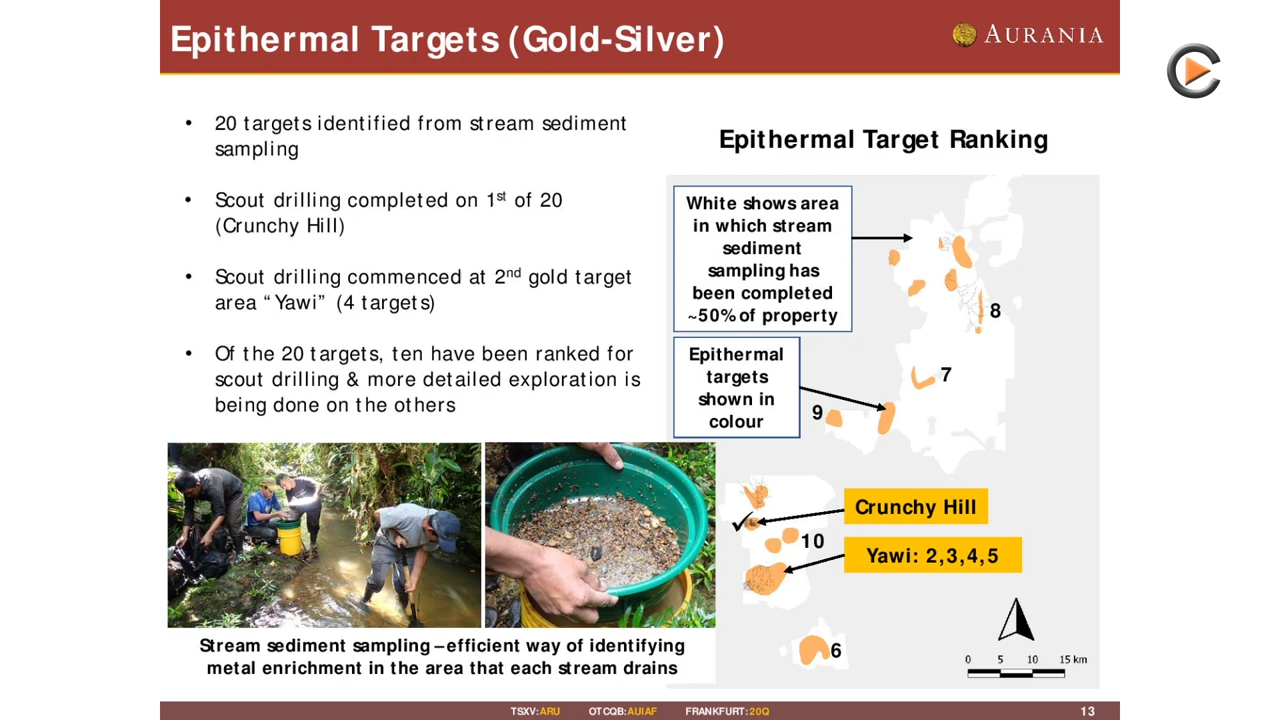 Epithermal Targets (Gold-Silver)
AURANIA
• 20 targets identified from stream sediment
sampling
• Scout drilling completed on 1st of 20
(Crunchy Hill)
• Scout drilling commenced at 2nd gold target
area “Yawi” (4 targets)
• Of the 20 targets, ten have been ranked for
scout drilling & more detailed exploration is
being done on the others
Epithermal Target Ranking
White shows area
in which stream
sediment
sampling has
been completed
~50% of property
8
Epithermal
targets
shown in
colour
7
9
Crunchy Hill
10
Yawi: 2,3,4,5
6
0 5 10 15 km
Stream sediment sampling – efficient way of identifying
metal enrichment in the area that each stream drains
TSXV:ARU OTCQB:AUIAF FRANKFURT:20Q
13